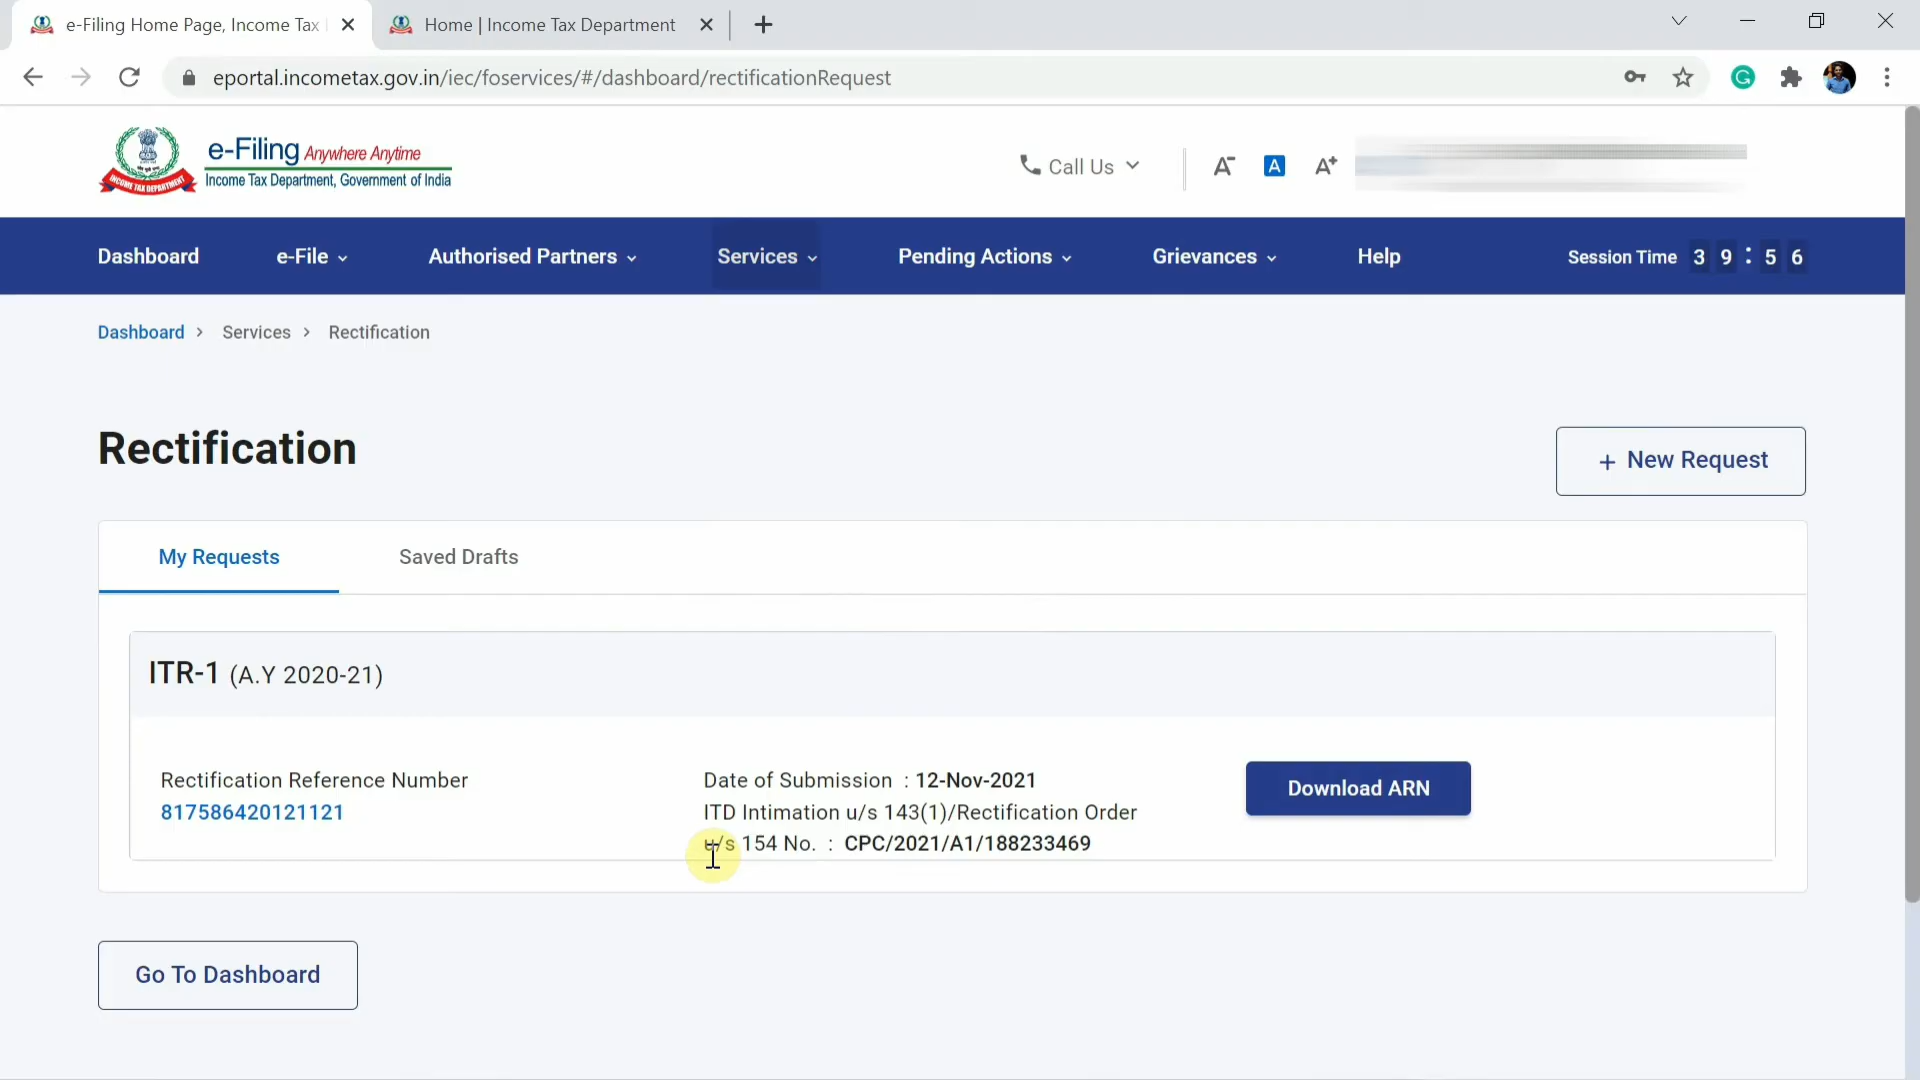 e-Filing Home Page, Income Tax
Home | Income Tax Department
eportal.incometax.gov.in/iec/foservices/#/dashboard/rectificationRequest
e-Filing Anywhere Anytime
Income Tax Department, Government of India
INCOME TAX DEPARTMENT
Call Us
A-
A
A+
Dashboard
e-File
Authorised Partners
Services
Pending Actions
Grievances
Help
Session Time 3 9 : 5 6
Dashboard > Services > Rectification
Rectification
+ New Request
My Requests
Saved Drafts
ITR-1 (A.Y 2020-21)
Rectification Reference Number
817586420121121
Date of Submission : 12-Nov-2021
ITD Intimation u/s 143(1)/Rectification Order
u/s 154 No. : CPC/2021/A1/188233469
Download ARN
Go To Dashboard